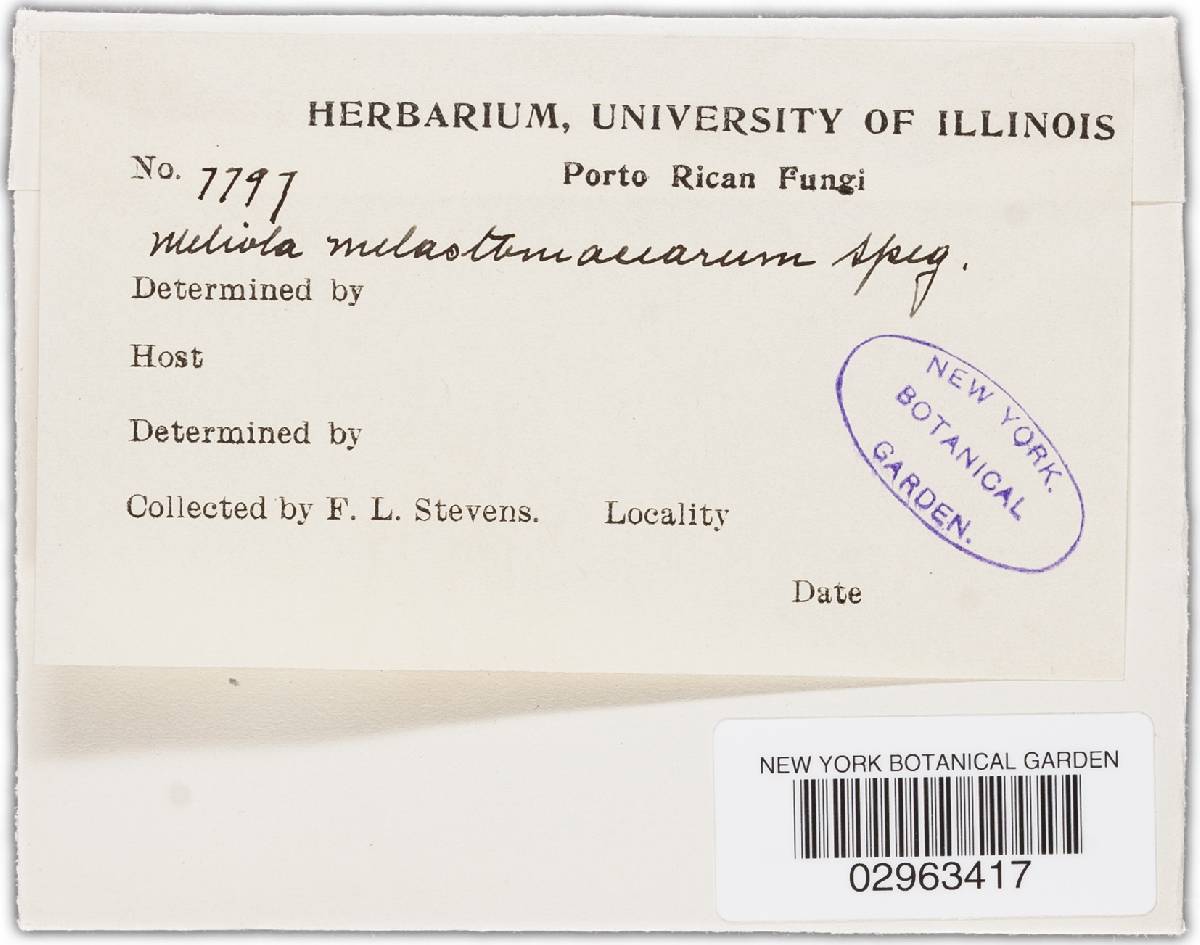 HERBARIUM, UNIVERSITY OF ILLINOIS
No. 7797 Porto Rican Fungi
Meliola melastomacearum Speg.
Determined by
Host
Determined by
Collected by F. L. Stevens. Locality
Date
NEW YORK
BOTANICAL
GARDEN.
NEW YORK BOTANICAL GARDEN
02963417